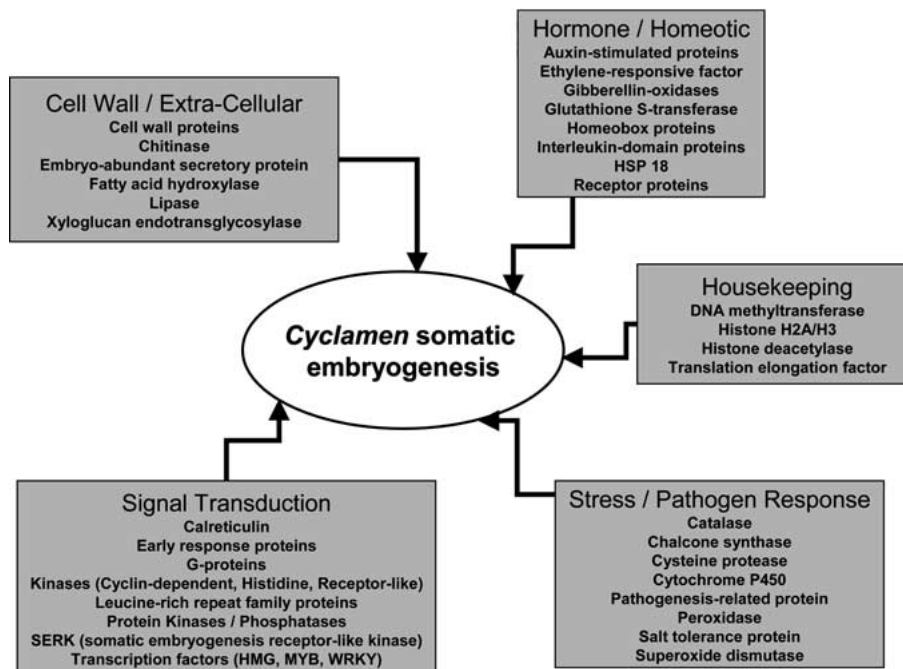 Hormone / Homeotic
Auxin-stimulated proteins
Ethylene-responsive factor
Gibberellin-oxidases
Glutathione S-transferase
Homeobox proteins
Interleukin-domain proteins
HSP 18
Receptor proteins
Cell Wall / Extra-Cellular
Cell wall proteins
Chitinase
Embryo-abundant secretory protein
Fatty acid hydroxylase
Lipase
Xyloglucan endotransglycosylase
Housekeeping
DNA methyltransferase
Histone H2A/H3
Histone deacetylase
Translation elongation factor
Cyclamen somatic
embryogenesis
Signal Transduction
Calreticulin
Early response proteins
G-proteins
Kinases (Cyclin-dependent, Histidine, Receptor-like)
Leucine-rich repeat family proteins
Protein Kinases / Phosphatases
SERK (somatic embryogenesis receptor-like kinase)
Transcription factors (HMG, MYB, WRKY)
Stress / Pathogen Response
Catalase
Chalcone synthase
Cysteine protease
Cytochrome P450
Pathogenesis-related protein
Peroxidase
Salt tolerance protein
Superoxide dismutase